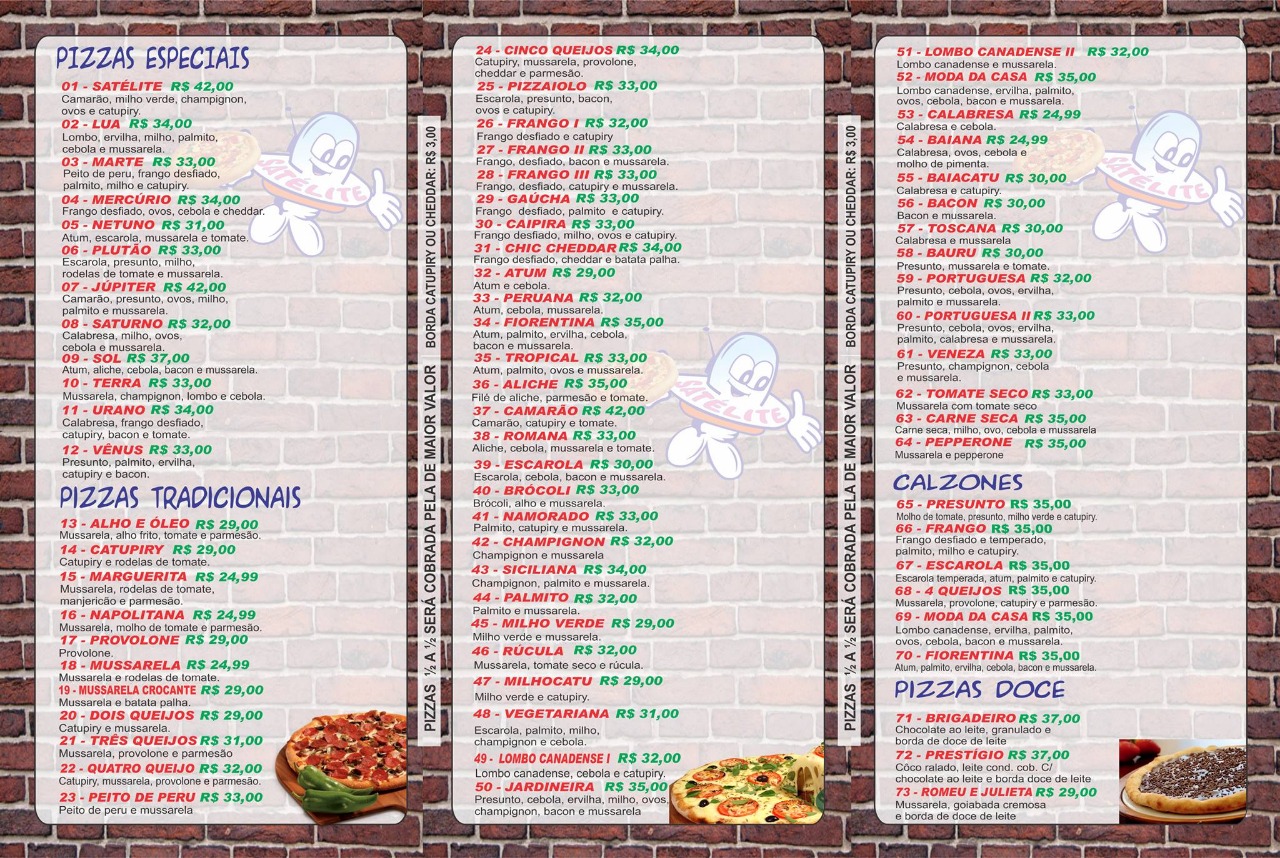 PIZZAS ESPECIAIS
01 - SATÉLITE R$ 42,00
Camarão, milho verde, champignon,
ovos e catupiry.
02 - LUA R$ 34,00
Lombo, ervilha, milho, palmito,
cebola e mussarela.
03 - MARTE R$ 33,00
Peito de peru, frango desfiado,
palmito, milho e catupiry.
04 - MERCÚRIO R$ 34,00
Frango desfiado, ovos, cebola e cheddar.
05 - NETUNO R$ 31,00
Atum, escarola, mussarela e tomate.
06 - PLUTÃO R$ 33,00
Escarola, presunto, milho,
rodelas de tomate e mussarela.
07 - JÚPITER R$ 42,00
Camarão, presunto, ovos, milho,
palmito e mussarela.
08 - SATURNO R$ 32,00
Calabresa, milho, ovos,
cebola e mussarela.
09 - SOL R$ 37,00
Atum, aliche, cebola, bacon e mussarela.
10 - TERRA R$ 33,00
Mussarela, champignon, lombo e cebola.
11 - URANO R$ 34,00
Calabresa, frango desfiado,
catupiry, bacon e tomate.
12 - VÊNUS R$ 33,00
Presunto, palmito, ervilha,
catupiry e bacon.
PIZZAS TRADICIONAIS
13 - ALHO E ÓLEO R$ 29,00
Mussarela, alho frito, tomate e parmesão.
14 - CATUPIRY R$ 29,00
Catupiry e rodelas de tomate.
15 - MARGUERITA R$ 24,99
Mussarela, rodelas de tomate,
manjericão e parmesão.
16 - NAPOLITANA R$ 24,99
Mussarela, molho de tomate e parmesão.
17 - PROVOLONE R$ 29,00
Provolone.
18 - MUSSARELA R$ 24,99
Mussarela e rodelas de tomate.
19 - MUSSARELA CROCANTE R$ 29,00
Mussarela e batata palha.
20 - DOIS QUEIJOS R$ 29,00
Catupiry e mussarela.
21 - TRÊS QUEIJOS R$ 31,00
Mussarela, provolone e parmesão
22 - QUATRO QUEIJO R$ 32,00
Catupiry, mussarela, provolone e parmesão.
23 - PEITO DE PERU R$ 33,00
Peito de peru e mussarela
SATÉLITE
PIZZAS ½ A ½ SERÁ COBRADA PELA DE MAIOR VALOR BORDA CATUPIRY OU CHEDDAR: R$ 3,00
24 - CINCO QUEIJOS R$ 34,00
Catupiry, mussarela, provolone,
cheddar e parmesão.
25 - PIZZAIOLO R$ 33,00
Escarola, presunto, bacon,
ovos e catupiry.
26 - FRANGO I R$ 32,00
Frango desfiado e catupiry
27 - FRANGO II R$ 33,00
Frango, desfiado, bacon e mussarela.
28 - FRANGO III R$ 33,00
Frango, desfiado, catupiry e mussarela.
29 - GAÚCHA R$ 33,00
Frango desfiado, palmito e catupiry.
30 - CAIPIRA R$ 33,00
Frango desfiado, milho, ovos e catupiry.
31 - CHIC CHEDDAR R$ 34,00
Frango desfiado, cheddar e batata palha.
32 - ATUM R$ 29,00
Atum e cebola.
33 - PERUANA R$ 32,00
Atum, cebola, mussarela.
34 - FIORENTINA R$ 35,00
Atum, palmito, ervilha, cebola,
bacon e mussarela.
35 - TROPICAL R$ 33,00
Atum, palmito, ovos e mussarela.
36 - ALICHE R$ 35,00
Filé de aliche, parmesão e tomate.
37 - CAMARÃO R$ 42,00
Camarão, catupiry e tomate.
38 - ROMANA R$ 33,00
Aliche, cebola, mussarela e tomate.
39 - ESCAROLA R$ 30,00
Escarola, cebola, bacon e mussarela.
40 - BRÓCOLI R$ 33,00
Brócoli, alho e mussarela.
41 - NAMORADO R$ 33,00
Palmito, catupiry e mussarela.
42 - CHAMPIGNON R$ 32,00
Champignon e mussarela
43 - SICILIANA R$ 34,00
Champignon, palmito e mussarela.
44 - PALMITO R$ 32,00
Palmito e mussarela.
45 - MILHO VERDE R$ 29,00
Milho verde e mussarela.
46 - RÚCULA R$ 32,00
Mussarela, tomate seco e rúcula.
47 - MILHOCATU R$ 29,00
Milho verde e catupiry.
48 - VEGETARIANA R$ 31,00
Escarola, palmito, milho,
champignon e cebola.
49 - LOMBO CANADENSE I R$ 32,00
Lombo canadense, cebola e catupiry.
50 - JARDINEIRA R$ 35,00
Presunto, cebola, ervilha, milho, ovos,
champignon, bacon e mussarela
SATÉLITE
PIZZAS ½ A ½ SERÁ COBRADA PELA DE MAIOR VALOR BORDA CATUPIRY OU CHEDDAR: R$ 3,00
51 - LOMBO CANADENSE II R$ 32,00
Lombo canadense e mussarela.
52 - MODA DA CASA R$ 35,00
Lombo canadense, ervilha, palmito,
ovos, cebola, bacon e mussarela.
53 - CALABRESA R$ 24,99
Calabresa e cebola.
54 - BAIANA R$ 24,99
Calabresa, ovos, cebola e
molho de pimenta.
55 - BAIACATU R$ 30,00
Calabresa e catupiry.
56 - BACON R$ 30,00
Bacon e mussarela.
57 - TOSCANA R$ 30,00
Calabresa e mussarela
58 - BAURU R$ 30,00
Presunto, mussarela e tomate.
59 - PORTUGUESA R$ 32,00
Presunto, cebola, ovos, ervilha,
palmito e mussarela.
60 - PORTUGUESA II R$ 33,00
Presunto, cebola, ovos, ervilha,
palmito, calabresa e mussarela.
61 - VENEZA R$ 33,00
Presunto, champignon, cebola
e mussarela.
62 - TOMATE SECO R$ 33,00
Mussarela com tomate seco
63 - CARNE SECA R$ 35,00
Carne seca, milho, ovo, cebola e mussarela
64 - PEPPERONE R$ 35,00
Mussarela e pepperone
CALZONES
65 - PRESUNTO R$ 35,00
Molho de tomate, presunto, milho verde e catupiry.
66 - FRANGO R$ 35,00
Frango desfiado e temperado,
palmito, milho e catupiry.
67 - ESCAROLA R$ 35,00
Escarola temperada, atum, palmito e catupiry.
68 - 4 QUEIJOS R$ 35,00
Mussarela, provolone, catupiry e parmesão.
69 - MODA DA CASA R$ 35,00
Lombo canadense, ervilha, palmito,
ovos, cebola, bacon e mussarela.
70 - FIORENTINA R$ 35,00
Atum, palmito, ervilha, cebola, bacon e mussarela.
PIZZAS DOCE
71 - BRIGADEIRO R$ 37,00
Chocolate ao leite, granulado e
borda de doce de leite
72 - PRESTÍGIO R$ 37,00
Côco ralado, leite cond. cob. C/
chocolate ao leite e borda doce de leite
73 - ROMEU E JULIETA R$ 29,00
Mussarela, goiabada cremosa
e borda de doce de leite
SATÉLITE